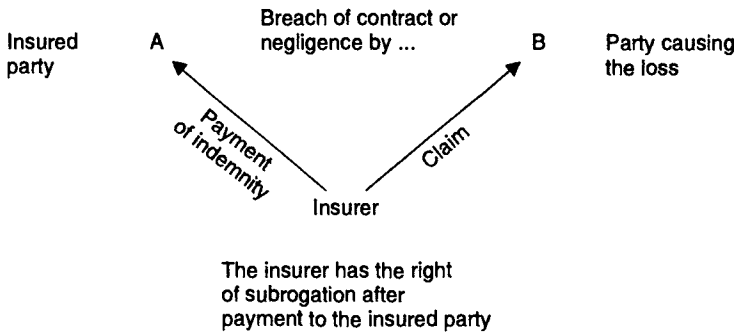 Insured
party
A
Breach of contract or
negligence by ...
B
Party causing
the loss
Payment
of indemnity
Claim
Insurer
The insurer has the right
of subrogation after
payment to the insured party